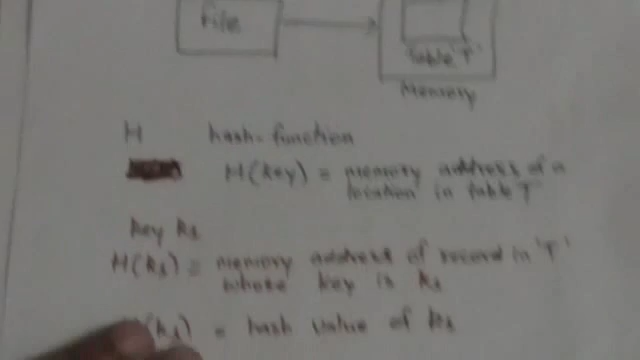 File
Table 'T'
Memory
H hash-function
H(key) = memory address of a
location in table T
key k1
H(k1) = memory address of record in 'T'
whose key is k1
H(k1) = hash value of k1